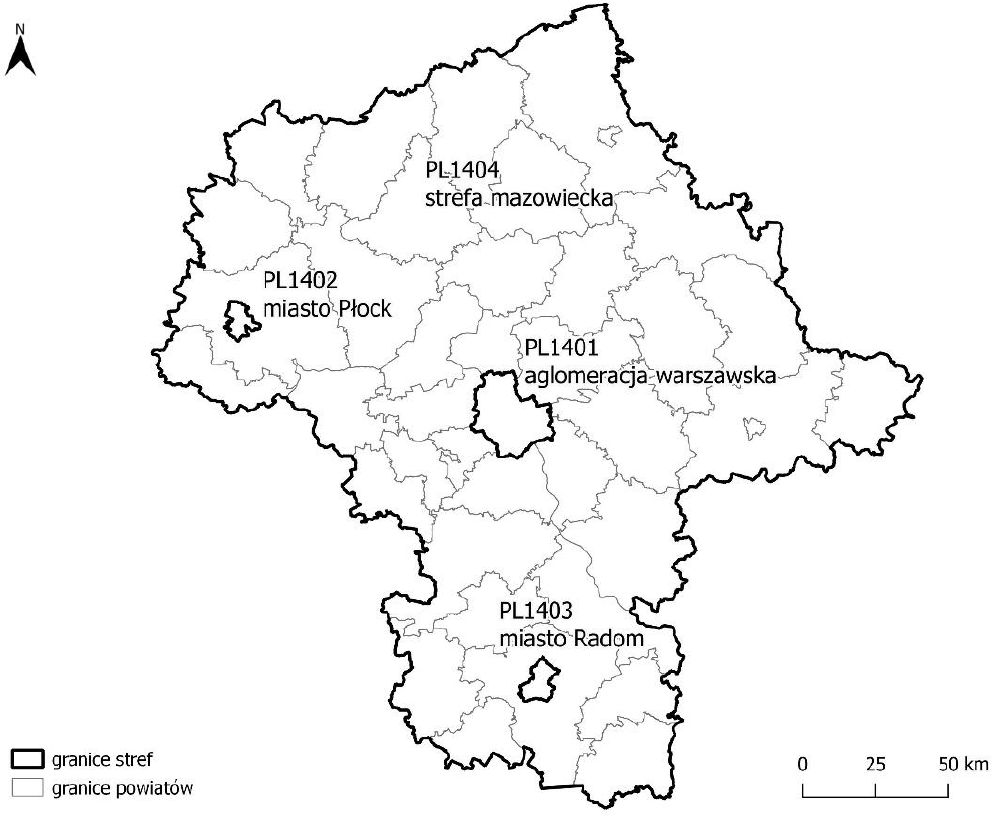 N
PL1404
strefa mazowiecka
PL1402
miasto Płock
PL1401
aglomeracja warszawska
PL1403
miasto Radom
granice stref
granice powiatów
0 25 50 km